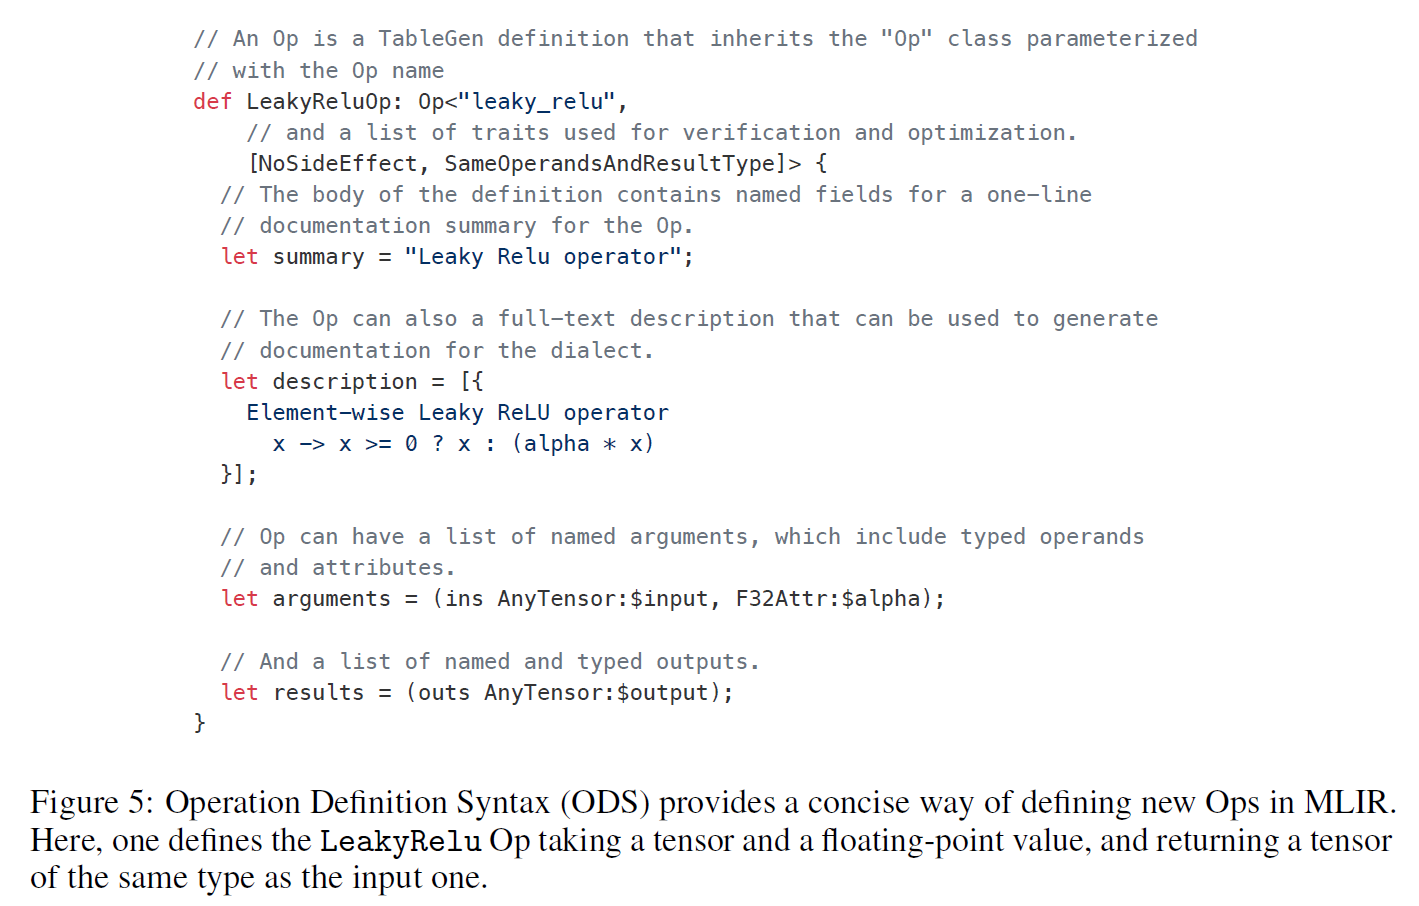 // An Op is a TableGen definition that inherits the "Op" class parameterized
// with the Op name
def LeakyReluOp: Op<"leaky_relu",
    // and a list of traits used for verification and optimization.
    [NoSideEffect, SameOperandsAndResultType]> {
  // The body of the definition contains named fields for a one-line
  // documentation summary for the Op.
  let summary = "Leaky Relu operator";
  // The Op can also a full-text description that can be used to generate
  // documentation for the dialect.
  let description = [{
    Element-wise Leaky ReLU operator
      x -> x >= 0 ? x : (alpha * x)
  }];
  // Op can have a list of named arguments, which include typed operands
  // and attributes.
  let arguments = (ins AnyTensor:$input, F32Attr:$alpha);
  // And a list of named and typed outputs.
  let results = (outs AnyTensor:$output);
}
Figure 5: Operation Definition Syntax (ODS) provides a concise way of defining new Ops in MLIR.
Here, one defines the LeakyRelu Op taking a tensor and a floating-point value, and returning a tensor
of the same type as the input one.